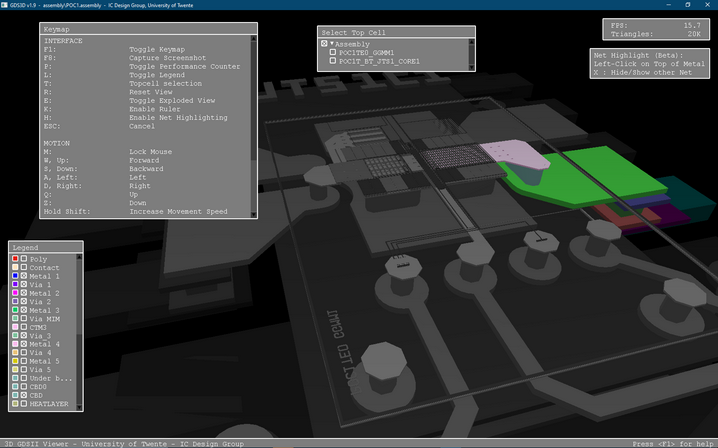 GDS3D v1.9 - assembly\POC1.assembly - IC Design Group, University of Twente
Keymap
INTERFACE
F1: Toggle Keymap
F8: Capture Screenshot
P: Toggle Performance Counter
L: Toggle Legend
T: Topcell selection
R: Reset View
E: Toggle Exploded View
K: Enable Ruler
H: Enable Net Highlighting
ESC: Cancel
MOTION
M: Lock Mouse
W, Up: Forward
S, Down: Backward
A, Left: Left
D, Right: Right
Q: Up
Z: Down
Hold Shift: Increase Movement Speed
Select Top Cell
Assembly
POC1TEO_GGMM1
POC1T_BT_JTS1_CORE1
FPS: 15.7
Triangles: 20K
Net Highlight (Beta):
Left-Click on Top of Metal
X : Hide/Show other Net
Legend
Poly
Contact
Metal 1
Via 1
Metal 2
Via 2
Metal 3
Via MIM
CTM3
Via_3
Metal 4
Via 4
Metal 5
Via 5
Under b...
CBD0
CBD
HEATLAYER
3D GDSII Viewer - University of Twente - IC Design Group
Press <F1> for help